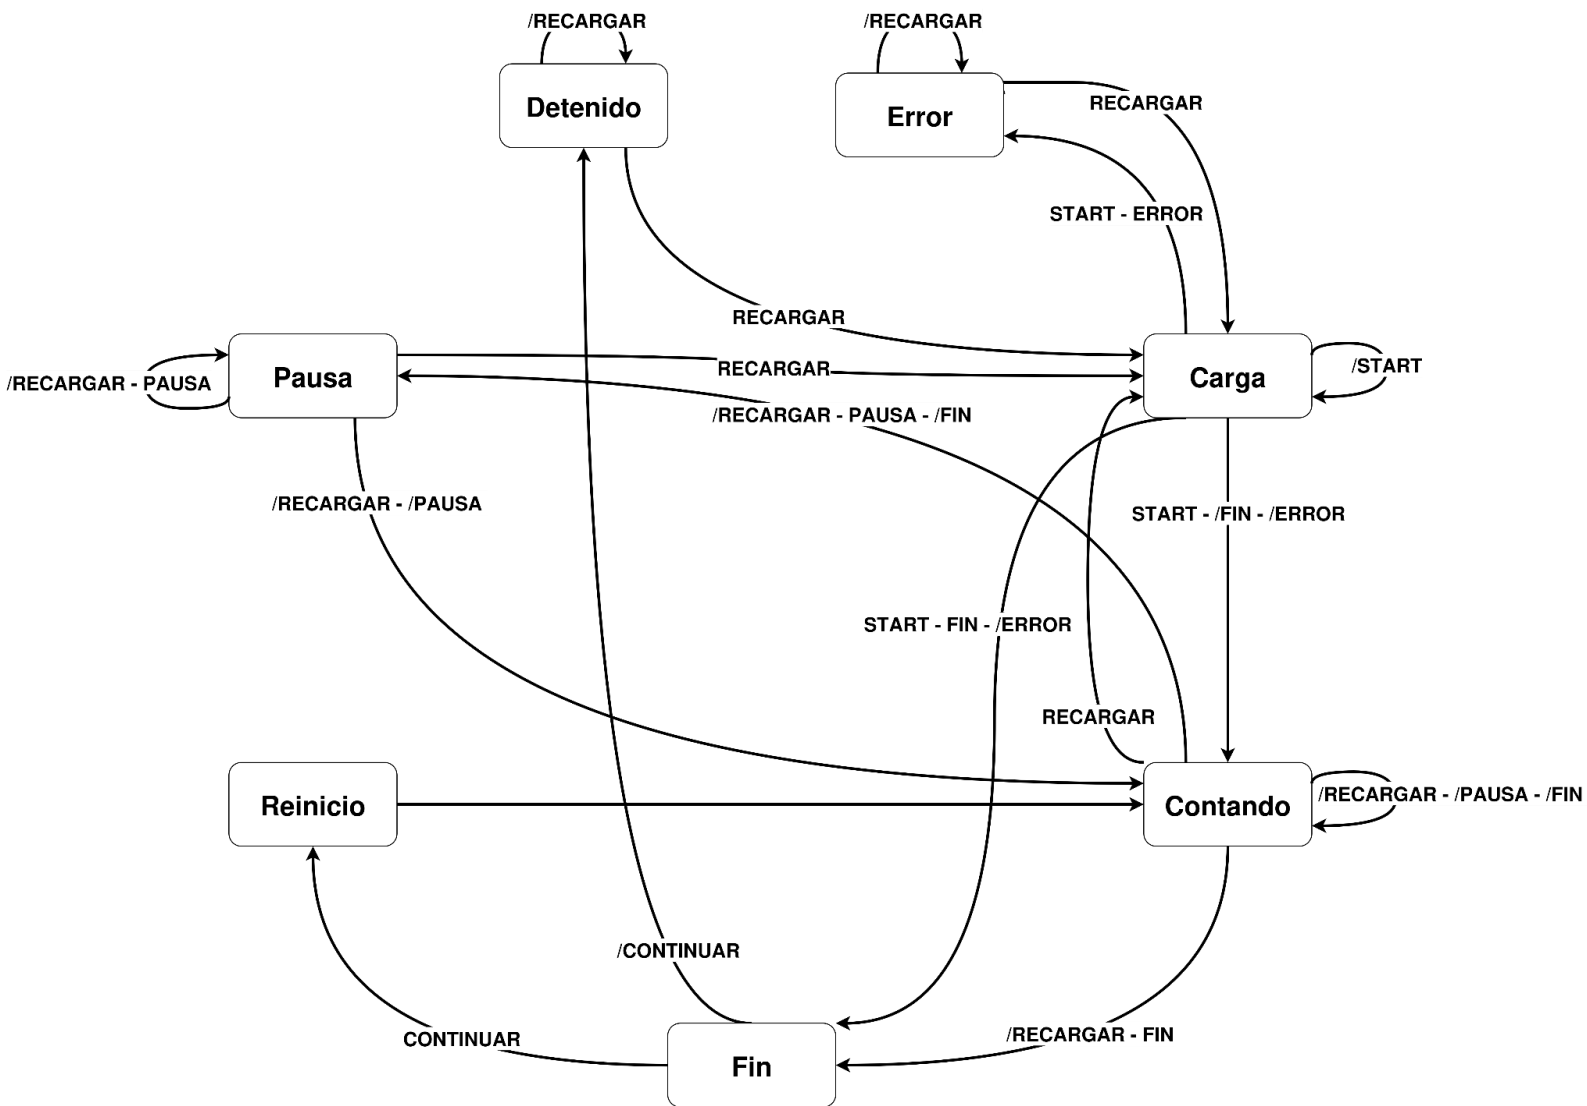 /RECARGAR
/RECARGAR
Detenido
Error
RECARGAR
START - ERROR
RECARGAR
Pausa
/RECARGAR - PAUSA
RECARGAR
Carga
/START
/RECARGAR - PAUSA - /FIN
/RECARGAR - /PAUSA
START - /FIN - /ERROR
START - FIN - /ERROR
RECARGAR
Reinicio
Contando
/RECARGAR - /PAUSA - /FIN
/CONTINUAR
CONTINUAR
/RECARGAR - FIN
Fin